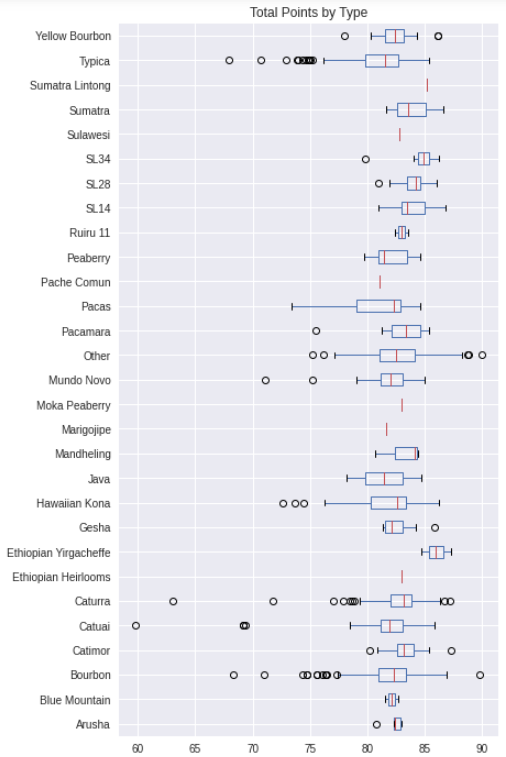 Total Points by Type
Yellow Bourbon
Typica
Sumatra Lintong
Sumatra
Sulawesi
SL34
SL28
SL14
Ruiru 11
Peaberry
Pache Comun
Pacas
Pacamara
Other
Mundo Novo
Moka Peaberry
Marigojipe
Mandheling
Java
Hawaiian Kona
Gesha
Ethiopian Yirgacheffe
Ethiopian Heirlooms
Caturra
Catuai
Catimor
Bourbon
Blue Mountain
Arusha
60 65 70 75 80 85 90